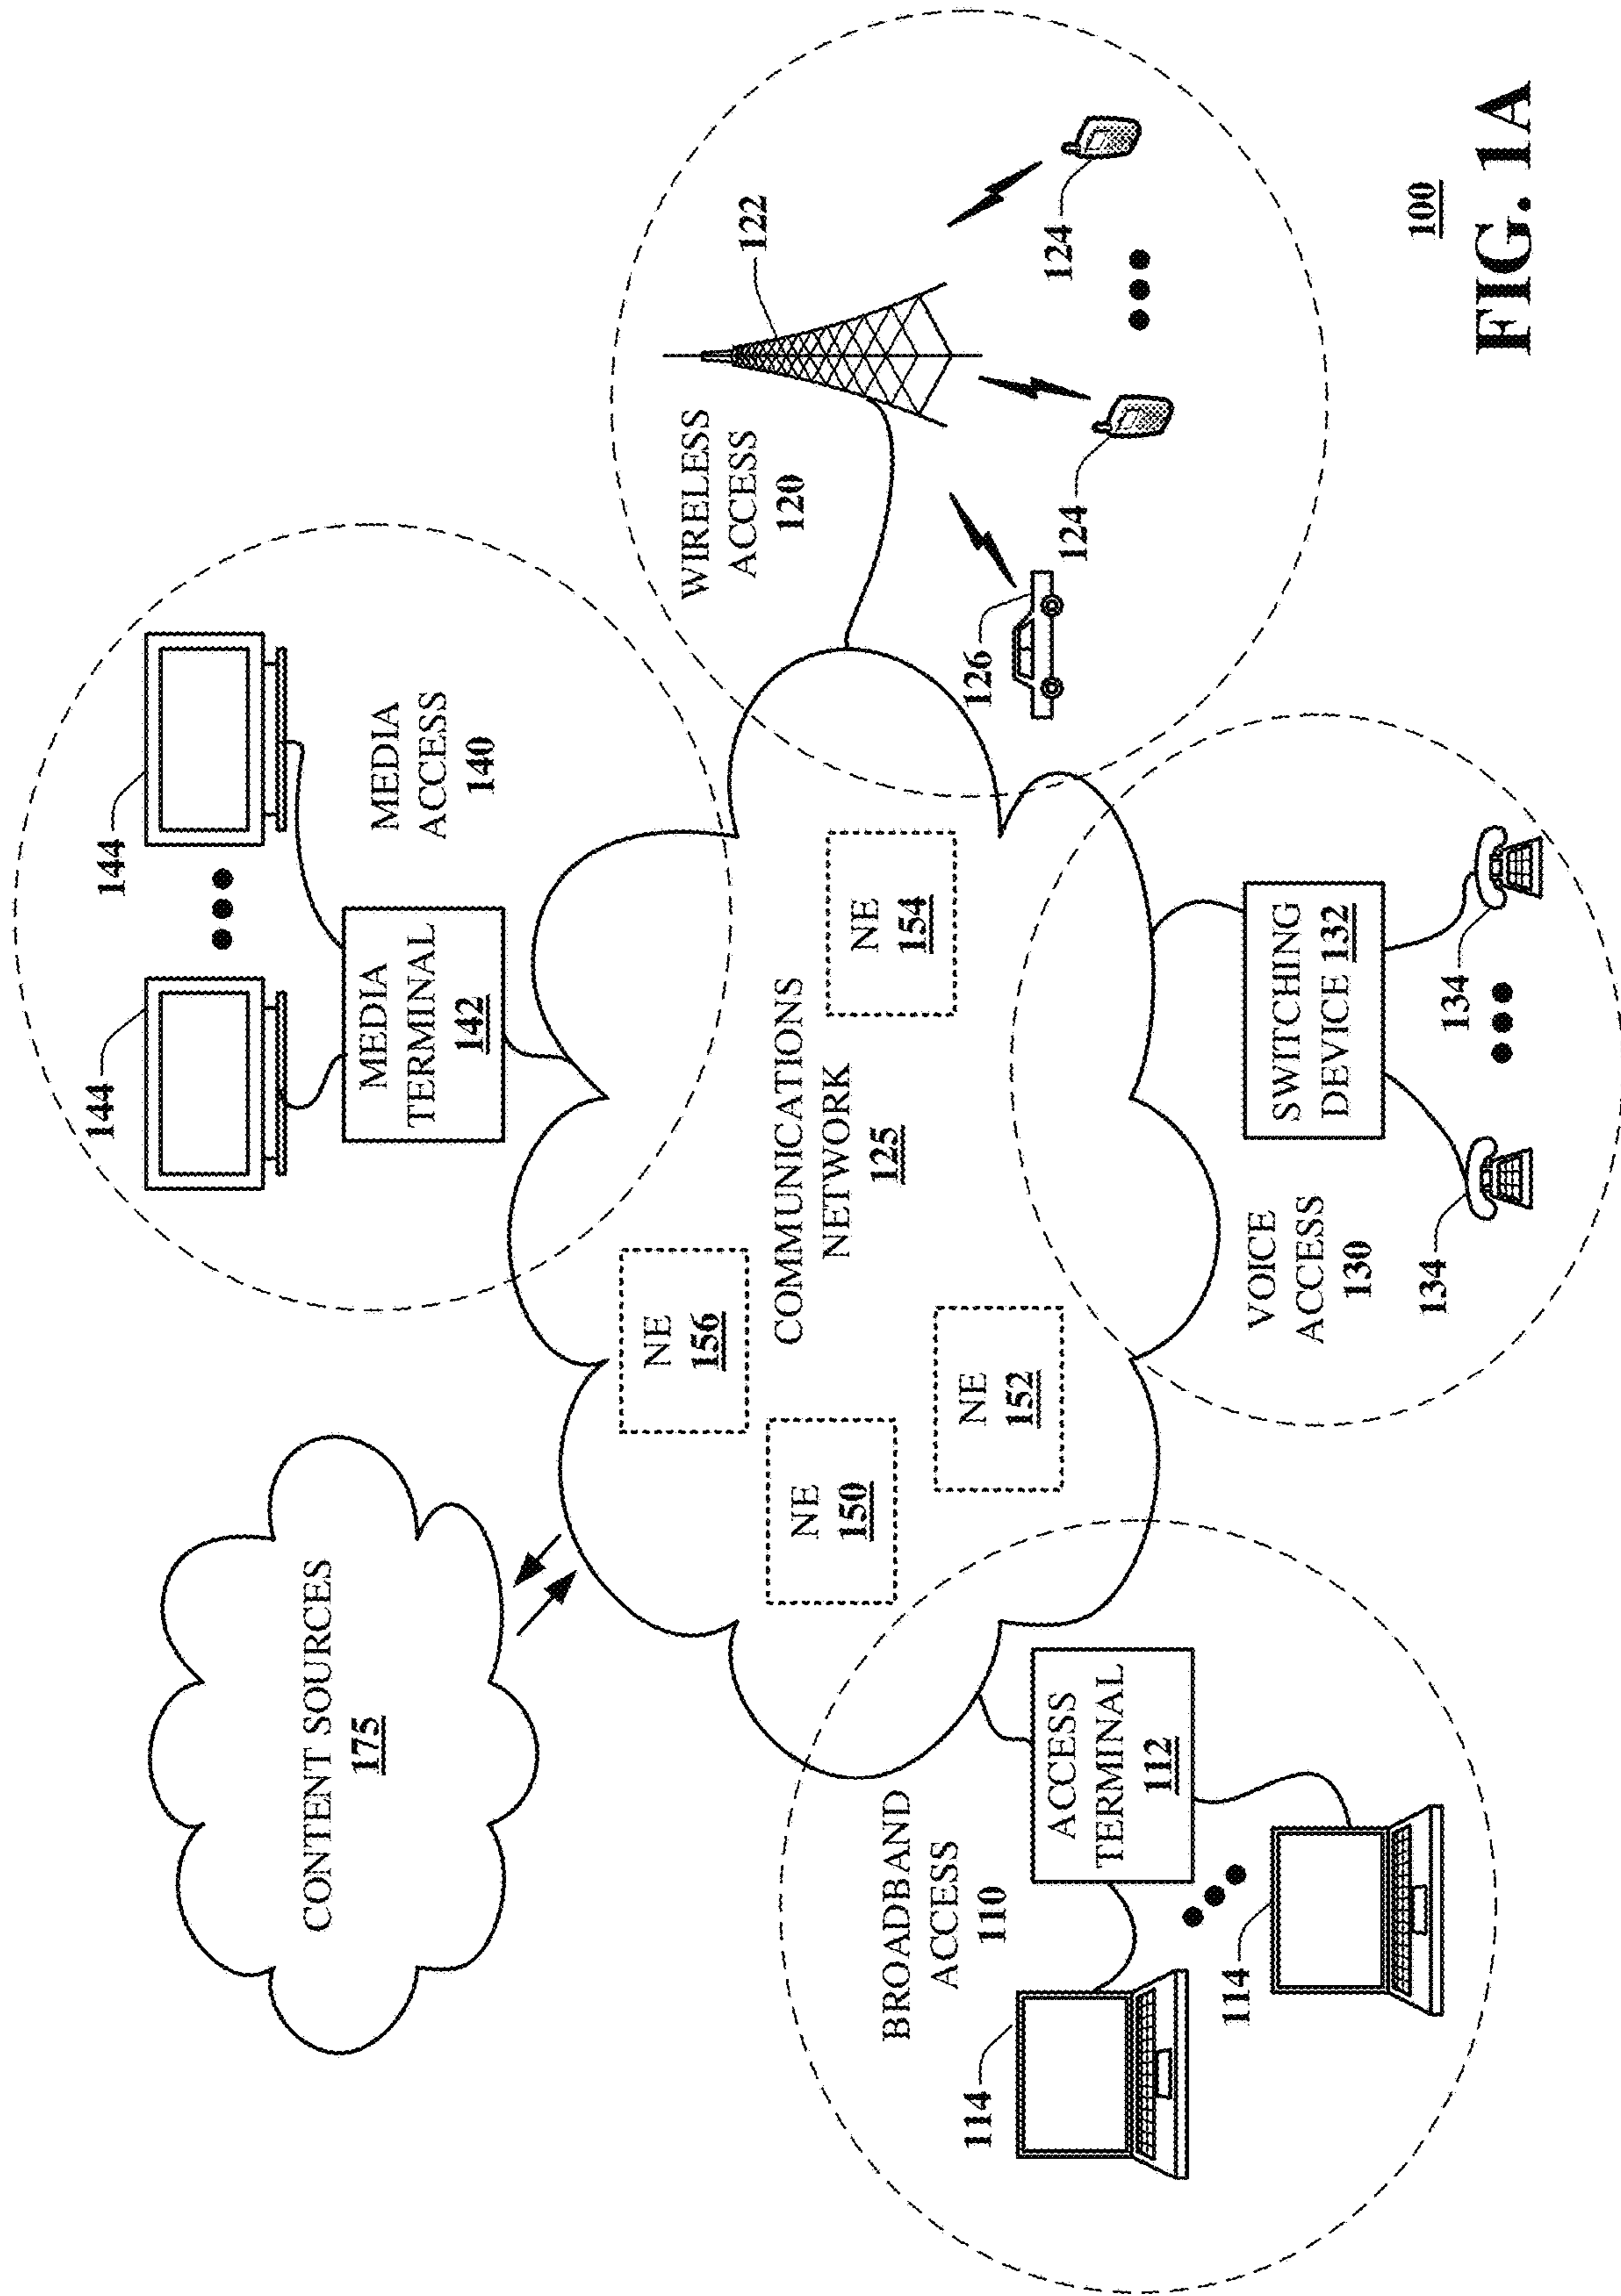 CONTENT SOURCES
175
144
144
MEDIA
TERMINAL
142
MEDIA
ACCESS
140
WIRELESS
ACCESS
120
122
124
124
126
BROADBAND
ACCESS
110
114
114
ACCESS
TERMINAL
112
NE
156
NE
150
NE
152
COMMUNICATIONS
NETWORK
125
NE
154
VOICE
ACCESS
130
SWITCHING
DEVICE 132
134
134
100
FIG. 1A